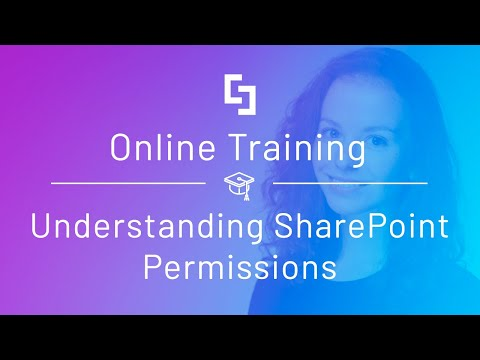 Online Training
Understanding SharePoint
Permissions